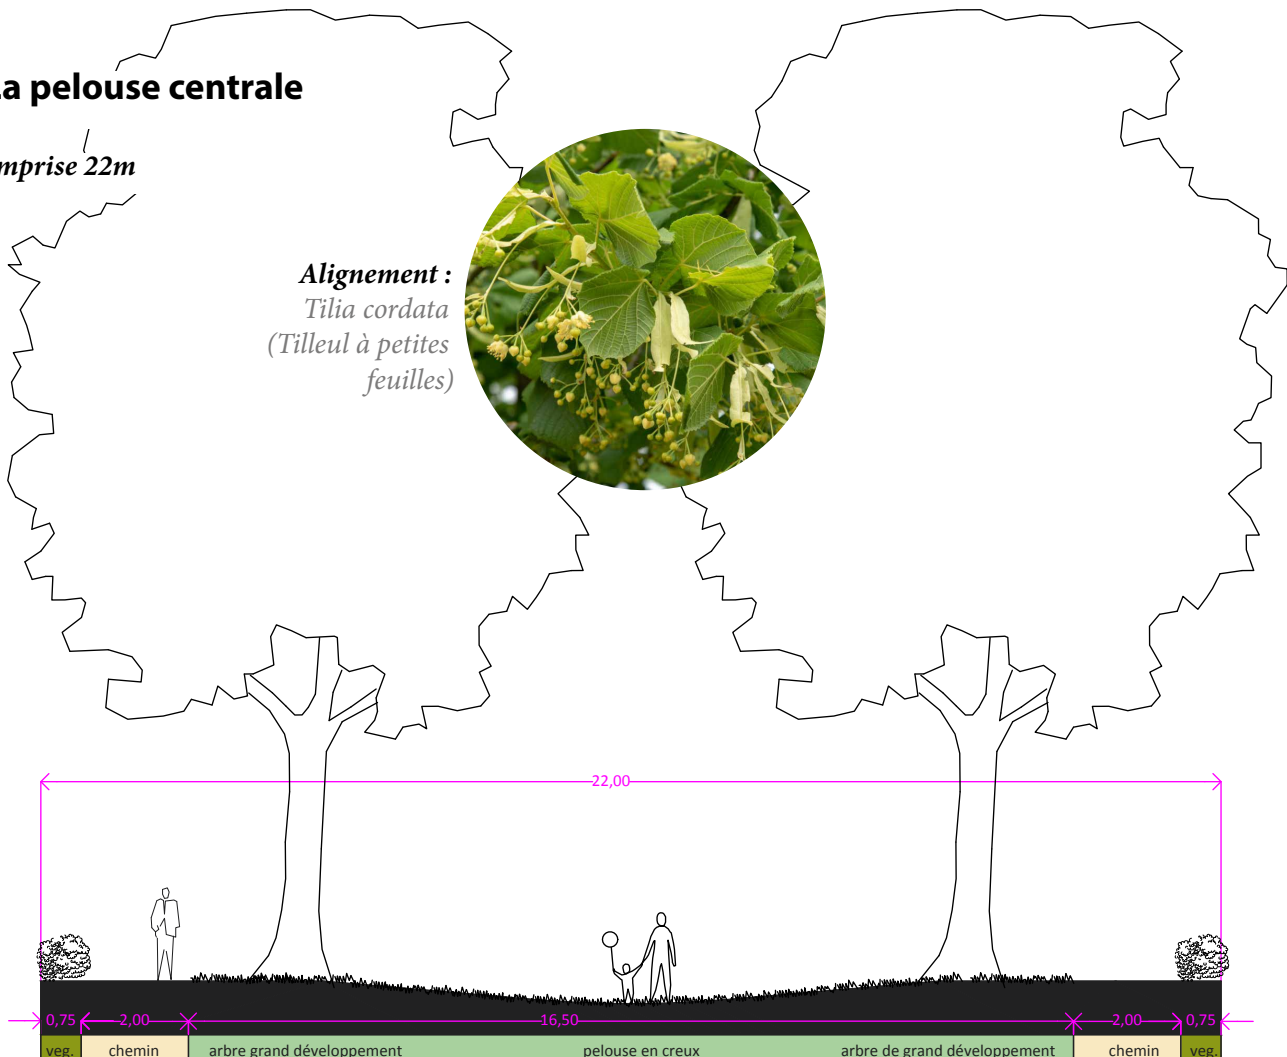 La pelouse centrale
mprise 22m
Alignement :
Tilia cordata
(Tilleul à petites
feuilles)
22,00
0,75 2,00 16,50 2,00 0,75
veg. chemin arbre grand développement pelouse en creux arbre de grand développement chemin veg.